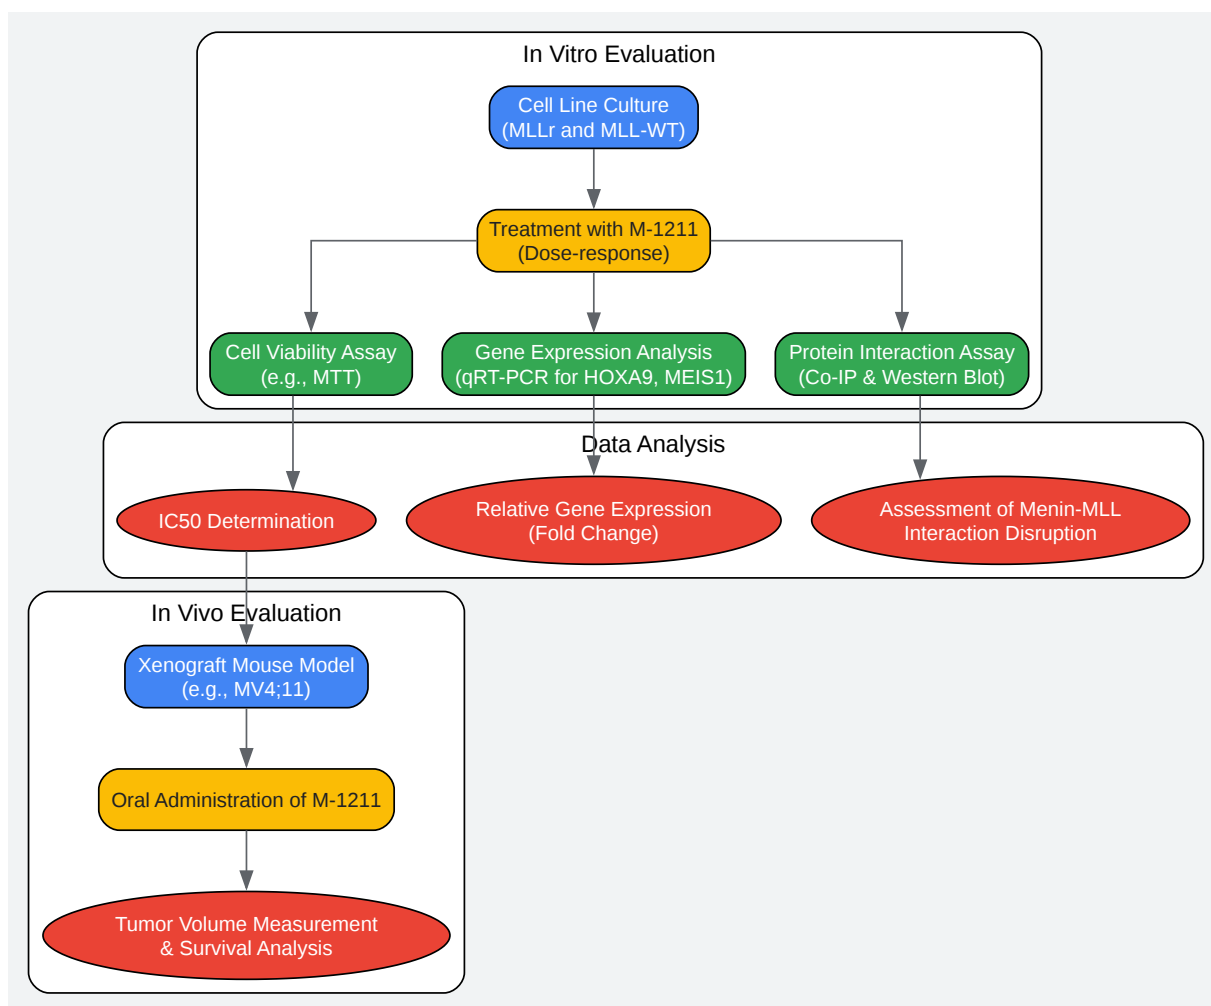 In Vitro Evaluation
Cell Line Culture
(MLLr and MLL-WT)
Treatment with M-1211
(Dose-response)
Cell Viability Assay
(e.g., MTT)
Gene Expression Analysis
(qRT-PCR for HOXA9, MEIS1)
Protein Interaction Assay
(Co-IP & Western Blot)
Data Analysis
IC50 Determination
Relative Gene Expression
(Fold Change)
Assessment of Menin-MLL
Interaction Disruption
In Vivo Evaluation
Xenograft Mouse Model
(e.g., MV4;11)
Oral Administration of M-1211
Tumor Volume Measurement
& Survival Analysis